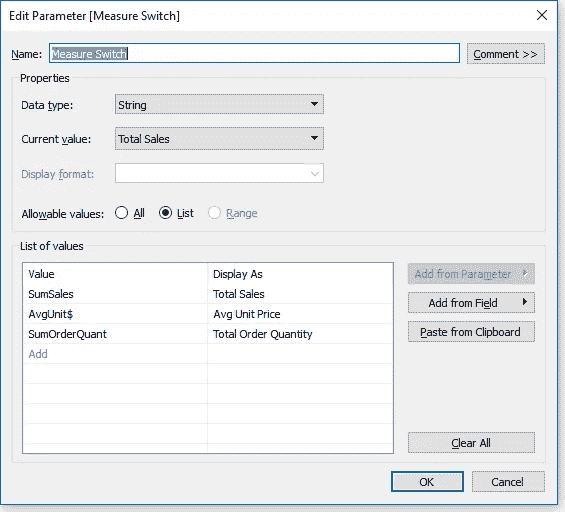 Edit Parameter [Measure Switch]
Name: Measure Switch Comment >>
Properties
Data type: String
Current value: Total Sales
Display format:
Allowable values: All List Range
List of values
Value Display As
SumSales Total Sales
AvgUnit$ Avg Unit Price
SumOrderQuant Total Order Quantity
Add
Add from Parameter
Add from Field
Paste from Clipboard
Clear All
OK Cancel